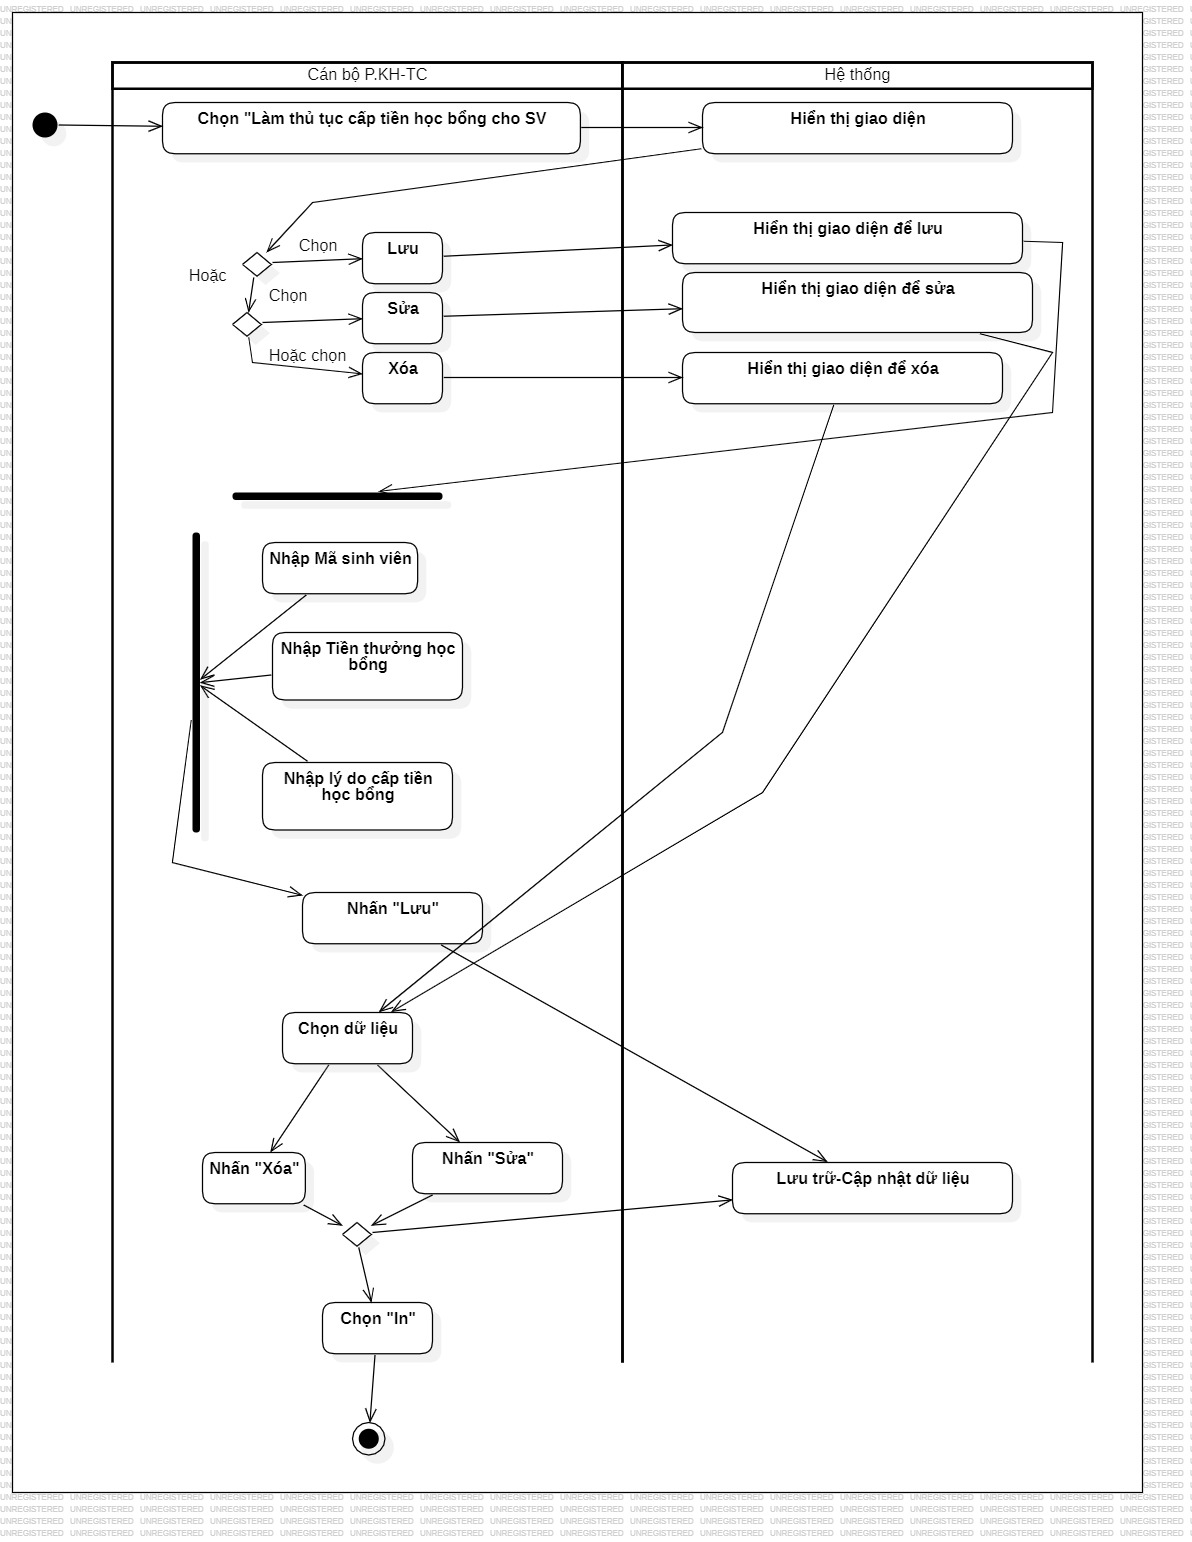 Cán bộ P.KH-TC
Hệ thống
Chọn "Làm thủ tục cấp tiền học bổng cho SV
Hiển thị giao diện
Hiển thị giao diện để lưu
Chọn
Lưu
Hoặc
Hiển thị giao diện để sửa
Chọn
Sửa
Hoặc chọn
Xóa
Hiển thị giao diện để xóa
Nhập Mã sinh viên
Nhập Tiền thưởng học
bổng
Nhập lý do cấp tiền
học bổng
Nhấn "Lưu"
Chọn dữ liệu
Nhấn "Xóa"
Nhấn "Sửa"
Lưu trữ-Cập nhật dữ liệu
Chọn "In"
UNREGISTERED